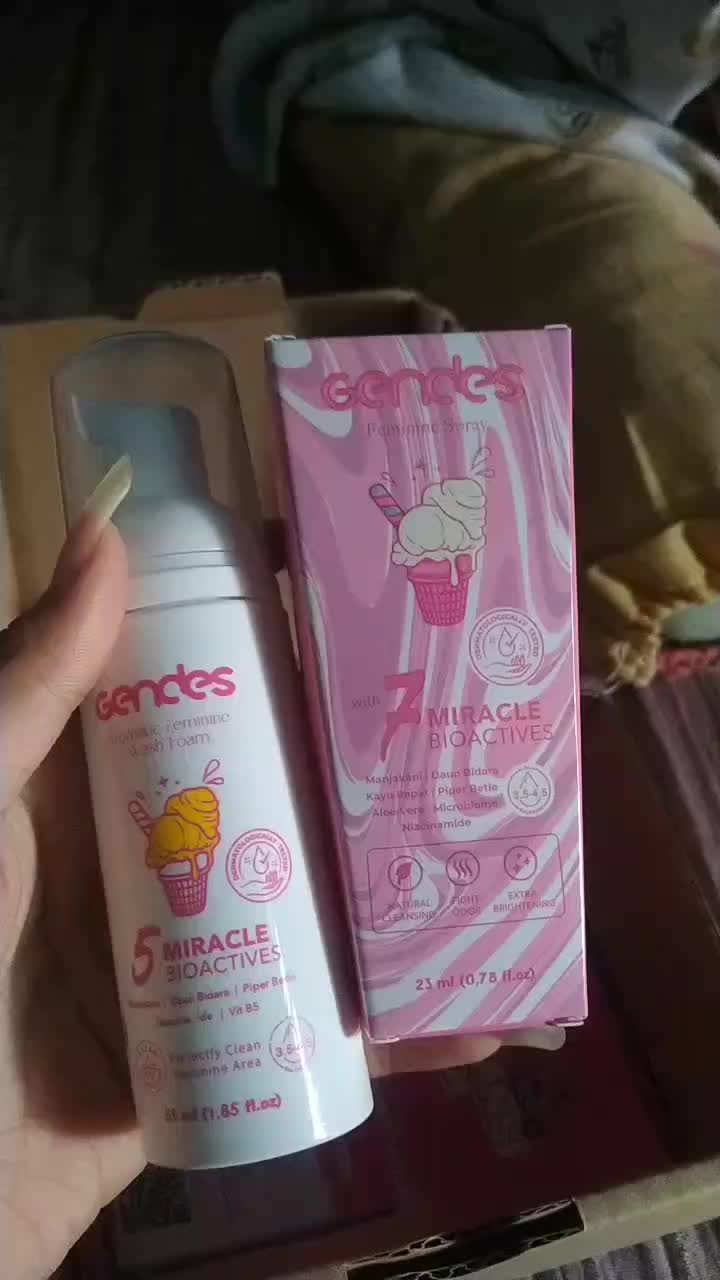 Gendes
Feminine
Wash Foam
DERMATOLOGICALLY TESTED
5 MIRACLE
BIOACTIVES
Daun Bidara | Piper Betle
| Vit B5
Perfectly Clean
Feminine Area
ml (1.85 fl.oz)
Gendes
Feminine Spray
DERMATOLOGICALLY TESTED
with 7 MIRACLE
BIOACTIVES
Manjakani | Daun Bidara
Kayu Rapat | Piper Betle
Aloe vera | Microbiome
Niacinamide
3.5-4.5
NATURAL
CLEANSING
FIGHT
ODOR
EXTRA
BRIGHTENING
23 ml (0,78 fl.oz)